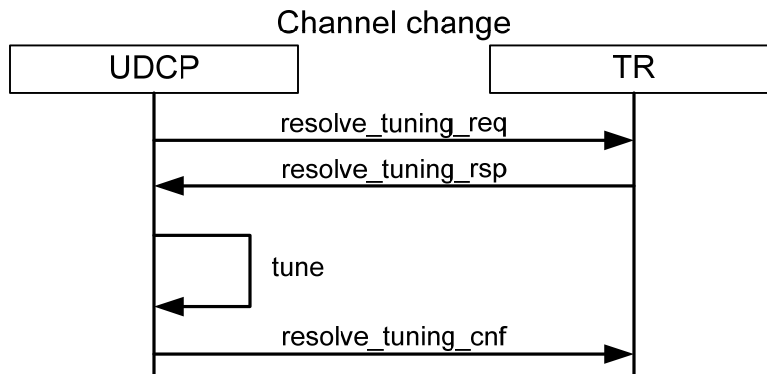 Channel change
UDCP TR
resolve_tuning_req
resolve_tuning_rsp
tune
resolve_tuning_cnf